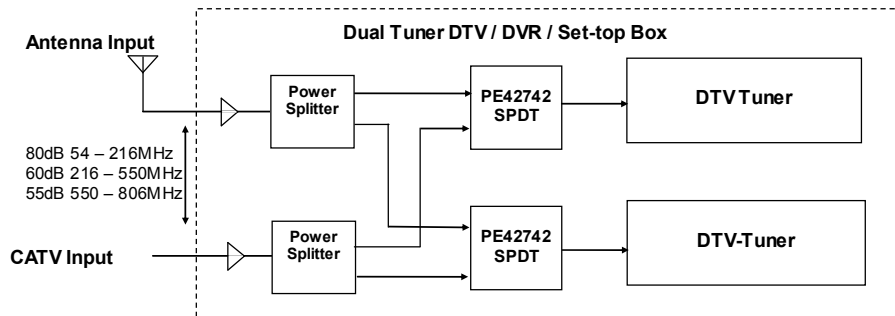 Dual Tuner DTV / DVR / Set-top Box
Antenna Input
Power
Splitter
PE42742
SPDT
DTV Tuner
80dB 54 – 216MHz
60dB 216 – 550MHz
55dB 550 – 806MHz
CATV Input
Power
Splitter
PE42742
SPDT
DTV-Tuner